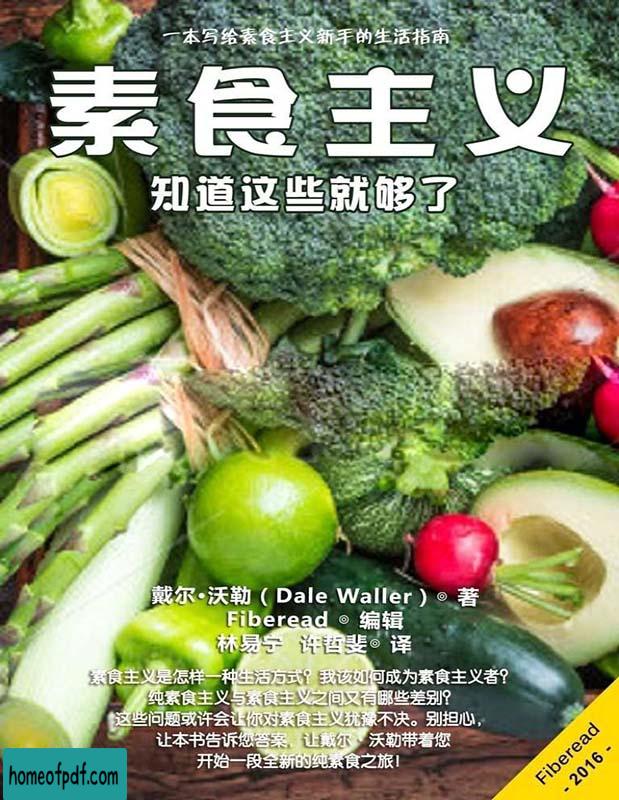 一本写给素食主义新手的生活指南
素食主义
知道这些就够了
戴尔·沃勒（Dale Waller）⊙ 著
Fiberead ⊙ 编辑
林易宁 许哲斐⊙ 译
素食主义是怎样一种生活方式？我该如何成为素食主义者？
纯素食主义与素食主义之间又有哪些差别？
这些问题或许会让你对素食主义犹豫不决。别担心，
让本书告诉您答案，让戴尔·沃勒带着您
开始一段全新的纯素食之旅！
Fiberead
- 2016 -
homeofpdf.com